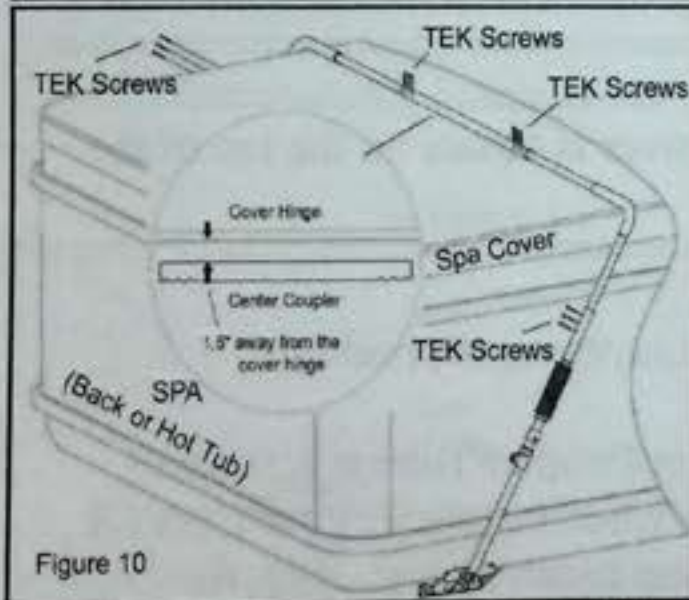 TEK Screws
TEK Screws
TEK Screws
Cover Hinge
Spa Cover
Center Coupler
1.5" away from the
cover hinge
TEK Screws
SPA
(Back or Hot Tub)
Figure 10